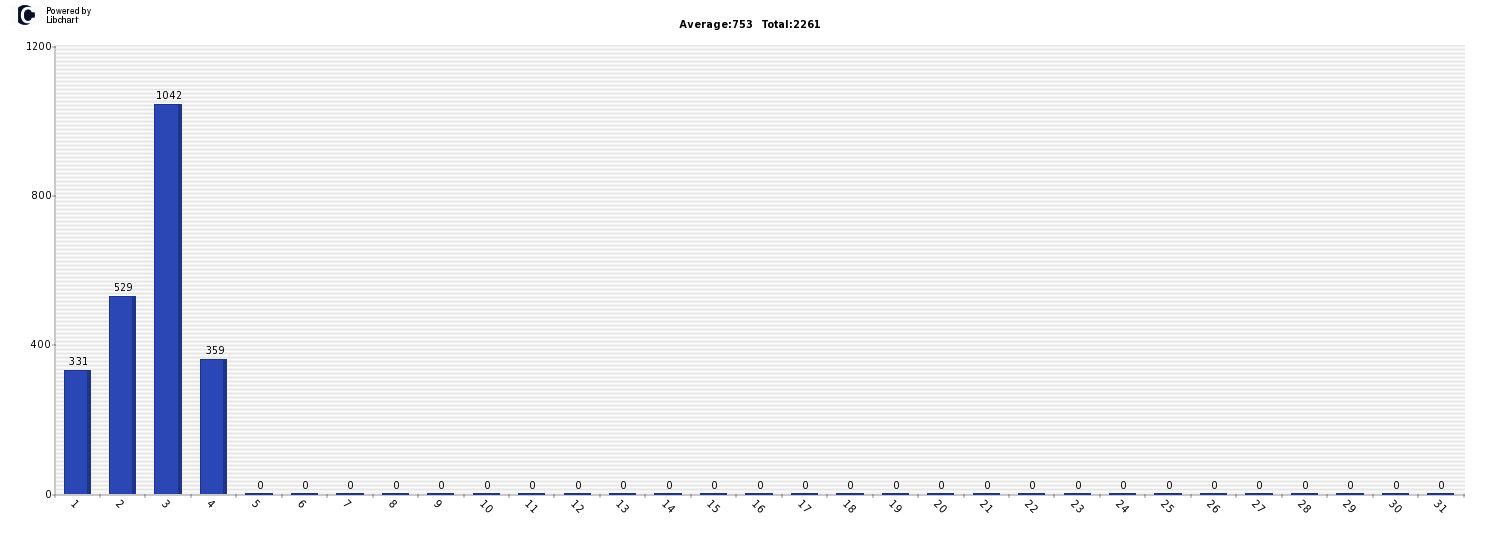 Powered by
Libchart
Average:753 Total:2261
1200
800
400
0
331 529 1042 359 0 0 0 0 0 0 0 0 0 0 0 0 0 0 0 0 0 0 0 0 0 0 0 0 0 0 0
1 2 3 4 5 6 7 8 9 10 11 12 13 14 15 16 17 18 19 20 21 22 23 24 25 26 27 28 29 30 31